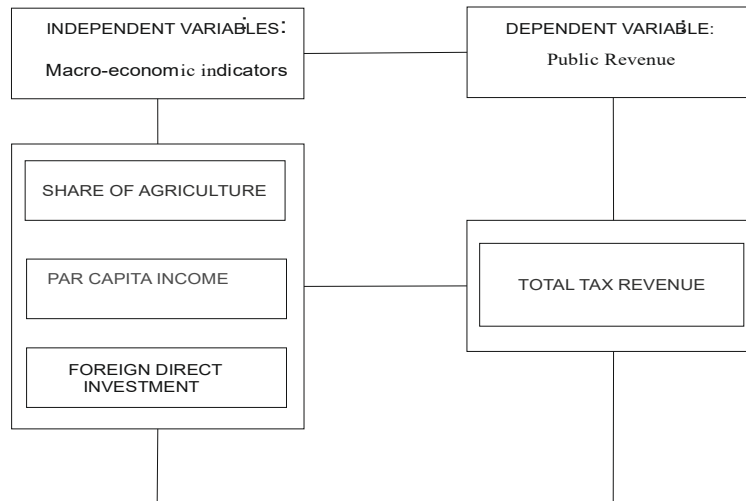 INDEPENDENT VARIABLES:
Macro-economic indicators
DEPENDENT VARIABLE:
Public Revenue
SHARE OF AGRICULTURE
PAR CAPITA INCOME
FOREIGN DIRECT
INVESTMENT
TOTAL TAX REVENUE